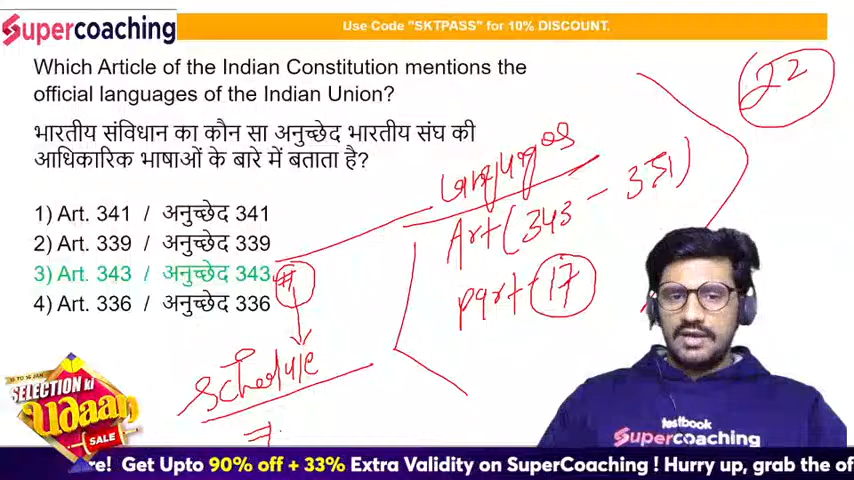 Supercoaching
Use Code "SKTPASS" for 10% DISCOUNT.
Which Article of the Indian Constitution mentions the
official languages of the Indian Union?
भारतीय संविधान का कौन सा अनुच्छेद भारतीय संघ की
आधिकारिक भाषाओं के बारे में बताता है?
1) Art. 341 / अनुच्छेद 341
2) Art. 339 / अनुच्छेद 339
3) Art. 343 / अनुच्छेद 343
4) Art. 336 / अनुच्छेद 336
22
Languages
Art (343 - 351)
Part - 17
#
Schedule
SELECTION Ki
Udaan
SALE
testbook
Supercoaching
re! Get Upto 90% off + 33% Extra Validity on SuperCoaching ! Hurry up, grab the of